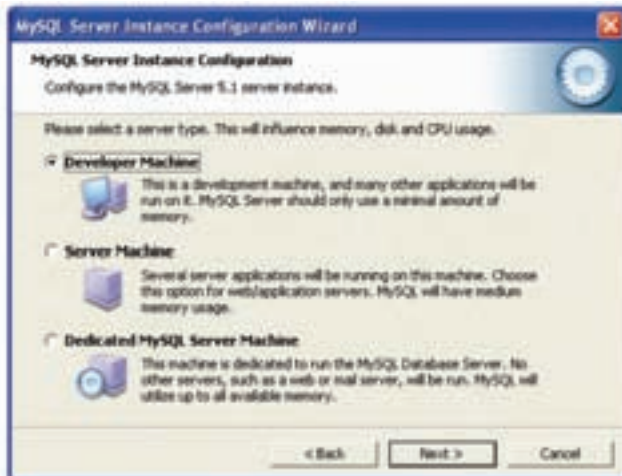 MySQL Server Instance Configuration Wizard
MySQL Server Instance Configuration
Configure the MySQL Server 5.1 server instance.
Please select a server type. This will influence memory, disk and CPU usage.
Developer Machine
This is a development machine, and many other applications will be
run on it. MySQL Server should only use a minimal amount of
memory.
Server Machine
Several server applications will be running on this machine. Choose
this option for web/application servers. MySQL will have medium
memory usage.
Dedicated MySQL Server Machine
This machine is dedicated to run the MySQL Database Server. No
other servers, such as a web or mail server, will be run. MySQL will
utilize up to all available memory.
< Back
Next >
Cancel